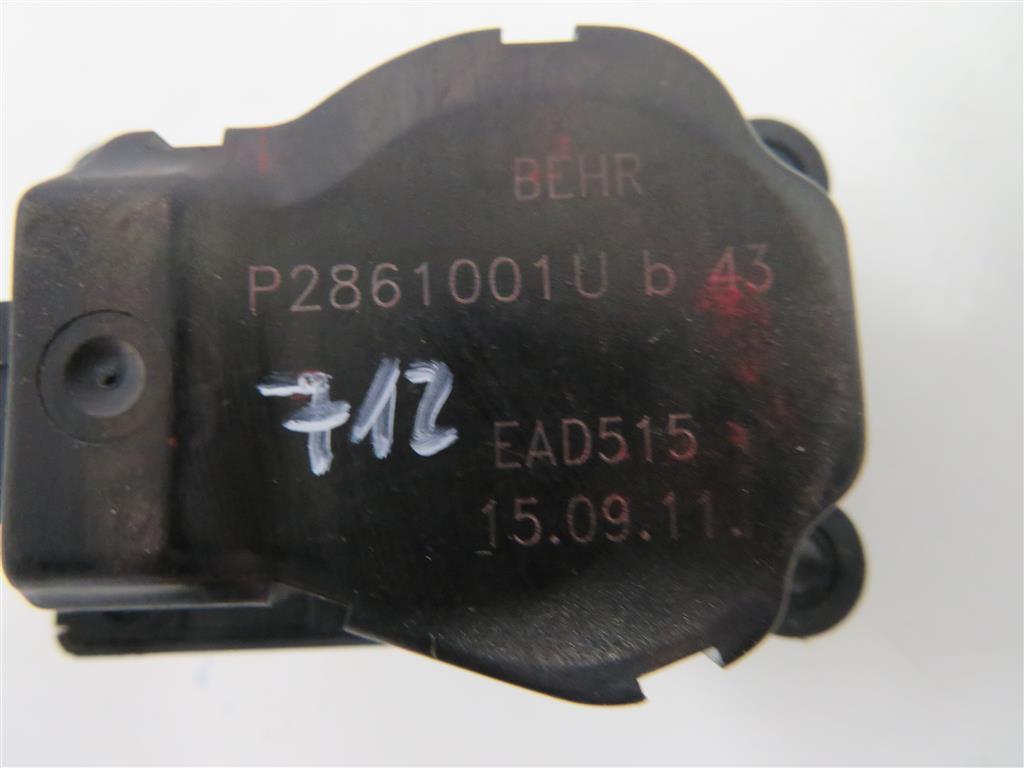 BEHR
P2861001U b 43
712
EAD515
15.09.11.